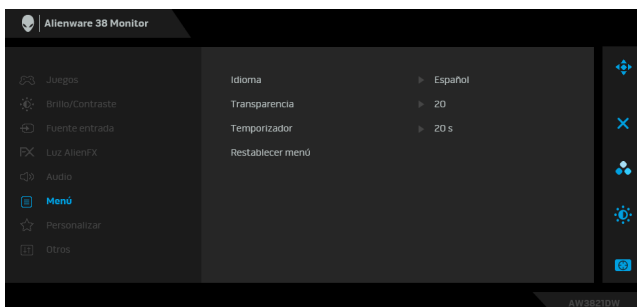 Alienware 38 Monitor
Juegos
Brillo/Contraste
Fuente entrada
Luz AlienFX
Audio
Menú
Personalizar
Otros
Idioma Español
Transparencia 20
Temporizador 20 s
Restablecer menú
AW3821DW